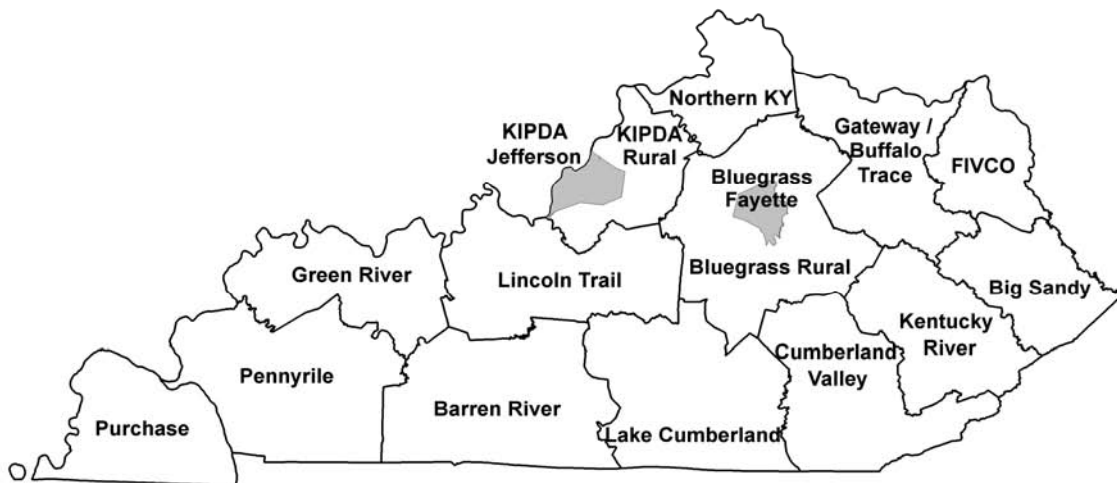 Northern KY
KIPDA
Jefferson
KIPDA
Rural
Gateway /
Buffalo
Trace
FIVCO
Bluegrass
Fayette
Green River
Lincoln Trail
Bluegrass Rural
Big Sandy
Kentucky
River
Cumberland
Valley
Pennyrile
Barren River
Lake Cumberland
Purchase